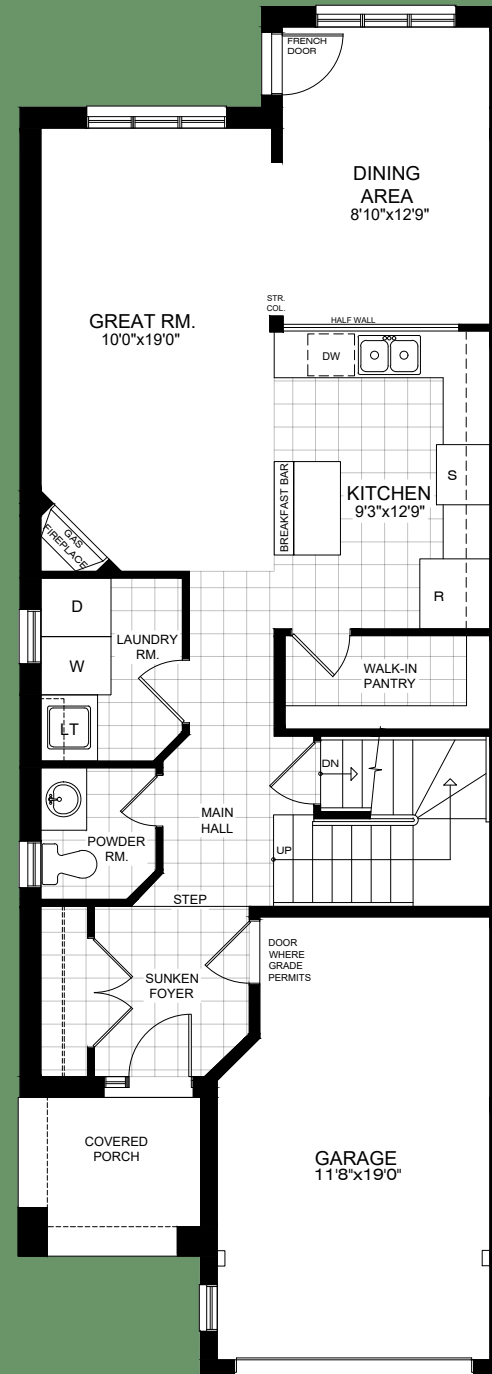 FRENCH
DOOR
DINING
AREA
8'10"x12'9"
STR.
COL.
HALF WALL
GREAT RM.
10'0"x19'0"
DW
BREAKFAST BAR
KITCHEN
9'3"x12'9"
S
R
GAS
FIREPLACE
D
W
LT
LAUNDRY
RM.
WALK-IN
PANTRY
DN
MAIN
HALL
UP
POWDER
RM.
STEP
SUNKEN
FOYER
DOOR
WHERE
GRADE
PERMITS
COVERED
PORCH
GARAGE
11'8"x19'0"